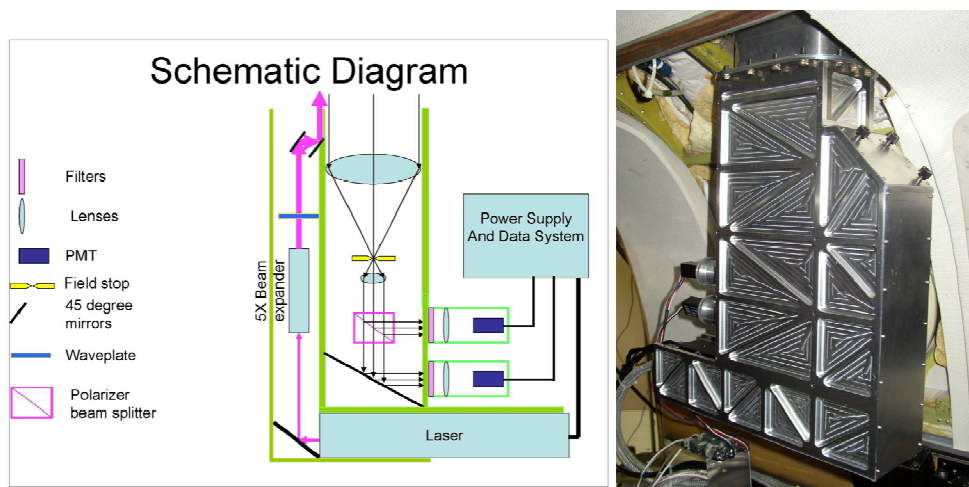 Schematic Diagram
Filters
Lenses
PMT
Field stop
45 degree
mirrors
Waveplate
Polarizer
beam splitter
5X Beam
expander
Power Supply
And Data System
Laser